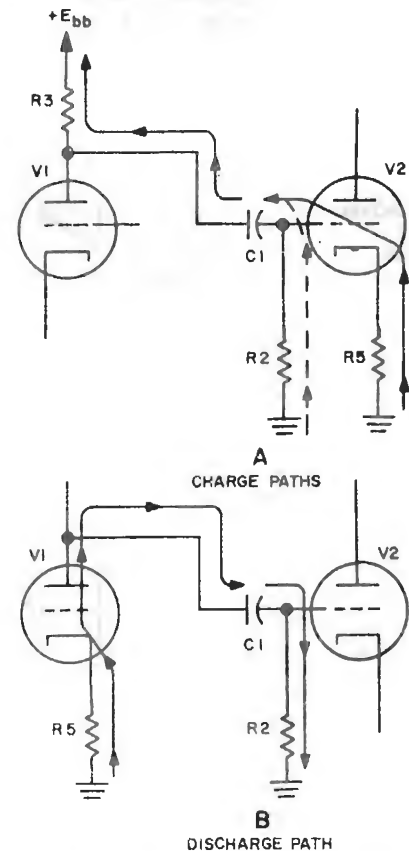 +Ebb
R3
V1
V2
C1
R2
R5
A
CHARGE PATHS
V1
V2
C1
R5
R2
B
DISCHARGE PATH